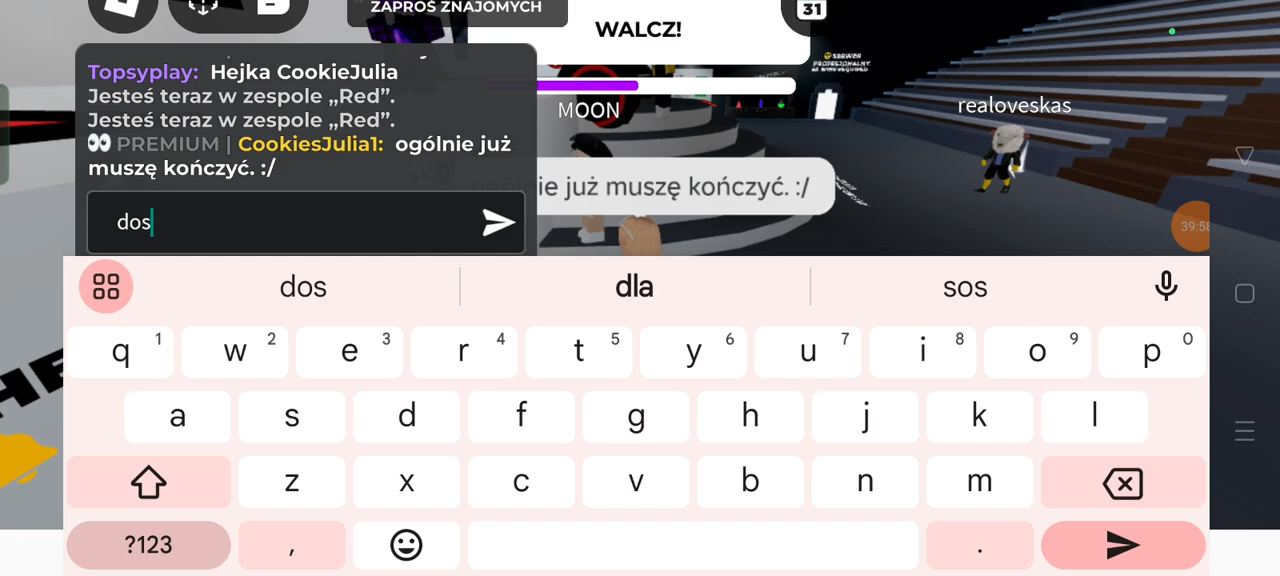 ZAPROŚ ZNAJOMYCH
WALCZ!
31
Topsyplay: Hejka CookieJulia
Jesteś teraz w zespole „Red”.
Jesteś teraz w zespole „Red”.
👀 PREMIUM | CookiesJulia1: ogólnie już
muszę kończyć. :/
MOON
realoveskas
ie już muszę kończyć. :/
dos
39:58
dos dla sos
q 1 w 2 e 3 r 4 t 5 y 6 u 7 i 8 o 9 p 0
a s d f g h j k l
z x c v b n m
?123 , .